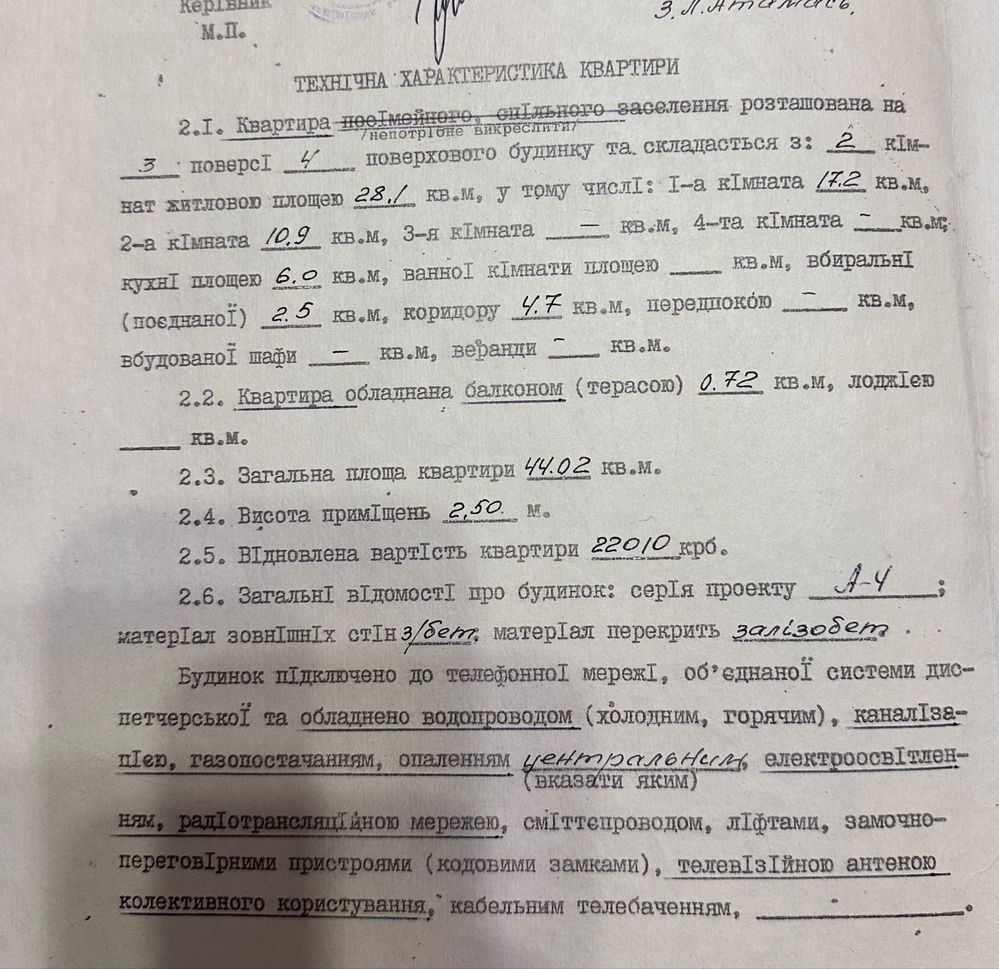 Керівник
З.Л.Атамась.
М.П.
ТЕХНІЧНА ХАРАКТЕРИСТИКА КВАРТИРИ
2.І. Квартира посімейного, спільного заселення розташована на
/непотрібне викреслити/
3 поверсі 4 поверхового будинку та складається з: 2 кім-
нат житловою площею 28.1 кв.м, у тому числі: І-а кімната 17.2 кв.м,
2-а кімната 10.9 кв.м, 3-я кімната — кв.м, 4-та кімната — кв.м;
кухні площею 6.0 кв.м, ванної кімнати площею ____ кв.м, вбиральні
(поєднаної) 2.5 кв.м, коридору 4.7 кв.м, передпокою — кв.м,
вбудованої шафи — кв.м, веранди — кв.м.
2.2. Квартира обладнана балконом (терасою) 0.72 кв.м, лоджією
____ кв.м.
2.3. Загальна площа квартири 44.02 кв.м.
2.4. Висота приміщень 2,50 м.
2.5. Відновлена вартість квартири 22010 крб.
2.6. Загальні відомості про будинок: серія проекту А-4;
матеріал зовнішніх стін з/бет, матеріал перекрить залізобет.
Будинок підключено до телефонної мережі, об'єднаної системи дис-
петчерської та обладнено водопроводом (холодним, горячим), каналіза-
цією, газопостачанням, опаленням центральним, електроосвітлен-
(вказати яким)
ням, радіотрансляційною мережею, сміттєпроводом, ліфтами, замочно-
переговірними пристроями (кодовими замками), телевізійною антеною
колективного користування, кабельним телебаченням, ____.